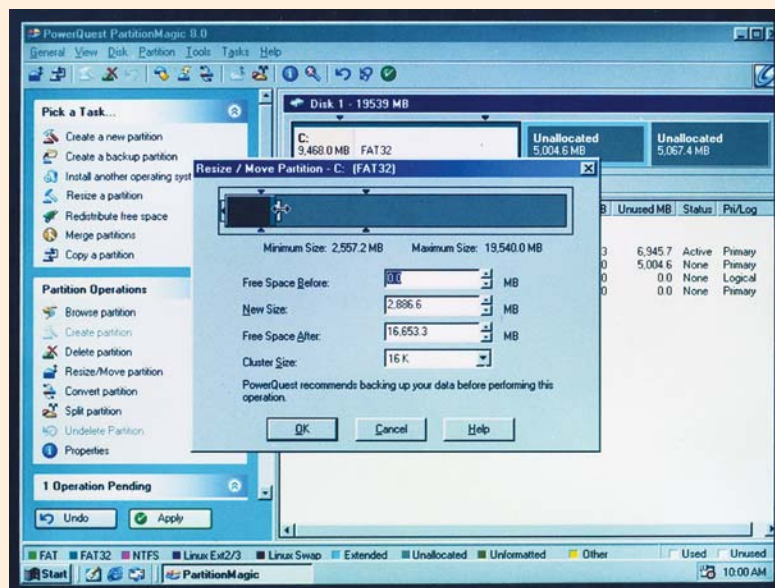 PowerQuest PartitionMagic 8.0
General View Disk Partition Tools Tasks Help
Pick a Task...
Create a new partition
Create a backup partition
Install another operating syst
Resize a partition
Redistribute free space
Merge partitions
Copy a partition
Partition Operations
Browse partition
Create partition
Delete partition
Resize/Move partition
Convert partition
Split partition
Undelete Partition
Properties
1 Operation Pending
Undo Apply
Disk 1 - 19539 MB
C:
9,468.0 MB FAT32
Unallocated
5,004.6 MB
Unallocated
5,067.4 MB
Resize / Move Partition - C: (FAT32)
Minimum Size: 2,557.2 MB Maximum Size: 19,540.0 MB
Free Space Before: 0.0 MB
New Size: 2,886.6 MB
Free Space After: 16,653.3 MB
Cluster Size: 16 K
PowerQuest recommends backing up your data before performing this
operation.
OK Cancel Help
B Unused MB Status Pri/Log
3 6,945.7 Active Primary
0 5,004.6 None Primary
0 0.0 None Logical
0 0.0 None Primary
FAT FAT32 NTFS Linux Ext2/3 Linux Swap Extended Unallocated Unformatted Other Used Unused
Start PartitionMagic 10:00 AM